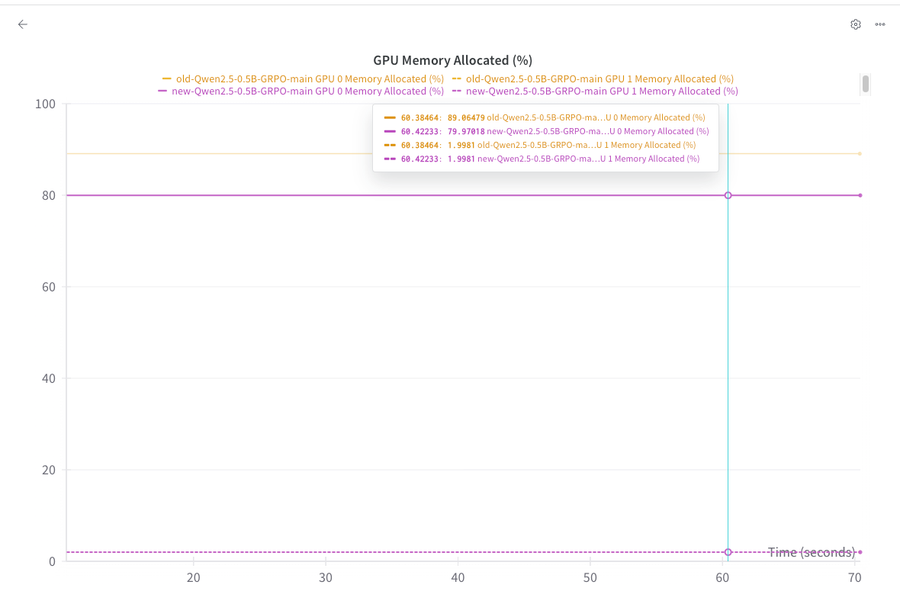 GPU Memory Allocated (%)
old-Qwen2.5-0.5B-GRPO-main GPU 0 Memory Allocated (%) old-Qwen2.5-0.5B-GRPO-main GPU 1 Memory Allocated (%)
new-Qwen2.5-0.5B-GRPO-main GPU 0 Memory Allocated (%) new-Qwen2.5-0.5B-GRPO-main GPU 1 Memory Allocated (%)
100
60.38464: 89.06479 old-Qwen2.5-0.5B-GRPO-ma...U 0 Memory Allocated (%)
60.42233: 79.97018 new-Qwen2.5-0.5B-GRPO-ma...U 0 Memory Allocated (%)
60.38464: 1.9981 old-Qwen2.5-0.5B-GRPO-ma...U 1 Memory Allocated (%)
60.42233: 1.9981 new-Qwen2.5-0.5B-GRPO-ma...U 1 Memory Allocated (%)
80
60
40
20
0
Time (seconds)
20 30 40 50 60 70